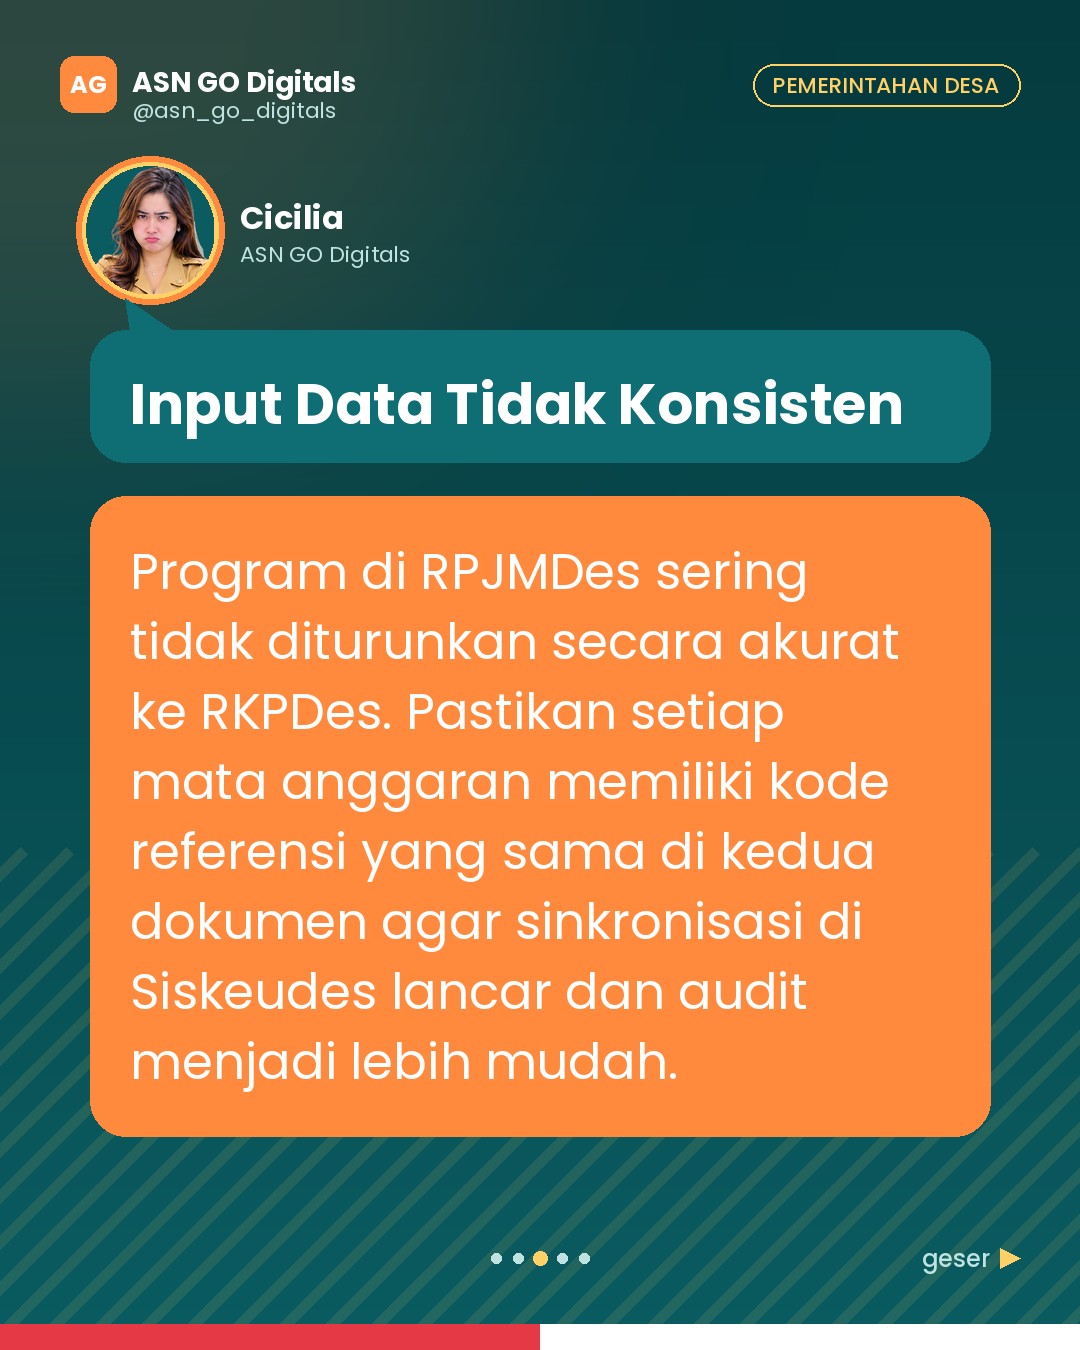 AG
ASN GO Digitals
@asn_go_digitals
PEMERINTAHAN DESA
Cicilia
ASN GO Digitals
Input Data Tidak Konsisten
Program di RPJMDes sering
tidak diturunkan secara akurat
ke RKPDes. Pastikan setiap
mata anggaran memiliki kode
referensi yang sama di kedua
dokumen agar sinkronisasi di
Siskeudes lancar dan audit
menjadi lebih mudah.
geser